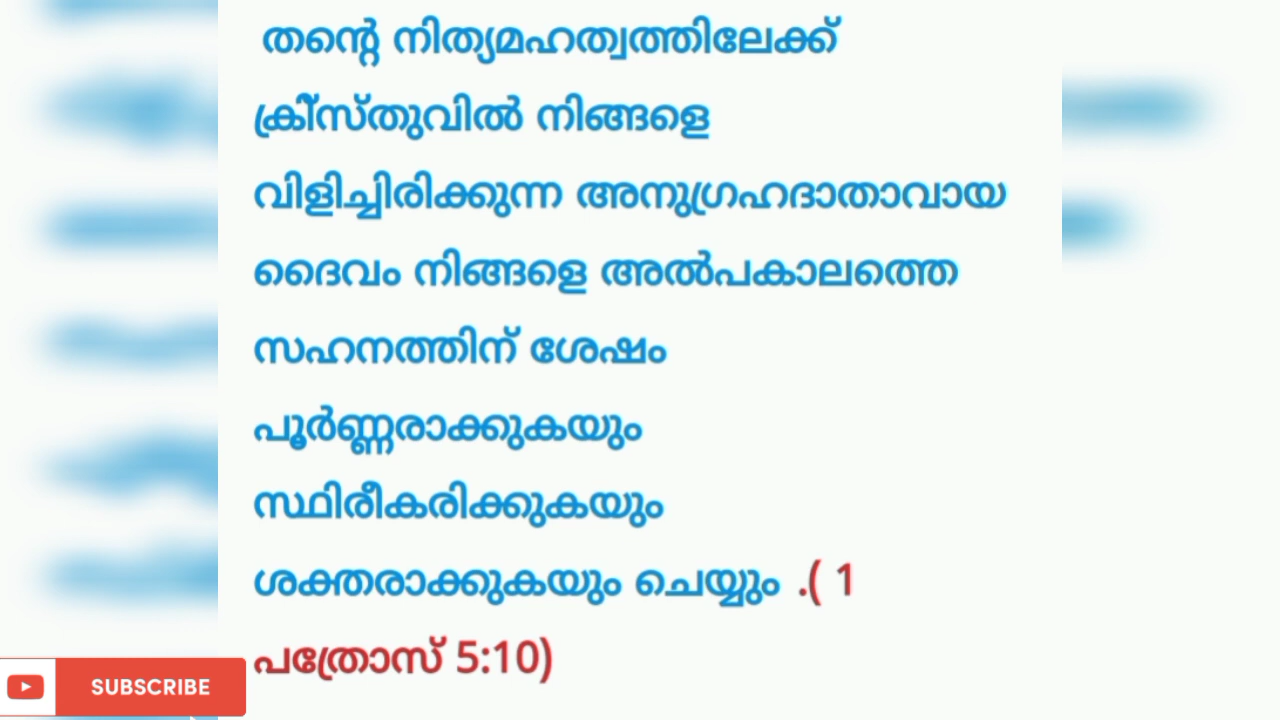 തന്റെ നിത്യമഹത്വത്തിലേക്ക്
ക്രീസ്തുവിൽ നിങ്ങളെ
വിളിച്ചിരിക്കുന്ന അനുഗ്രഹദാതാവായ
ദൈവം നിങ്ങളെ അൽപകാലത്തെ
സഹനത്തിന് ശേഷം
പൂർണ്ണരാക്കുകയും
സ്ഥിരീകരിക്കുകയും
ശക്തരാക്കുകയും ചെയ്യും .( 1
പത്രോസ് 5:10)
SUBSCRIBE